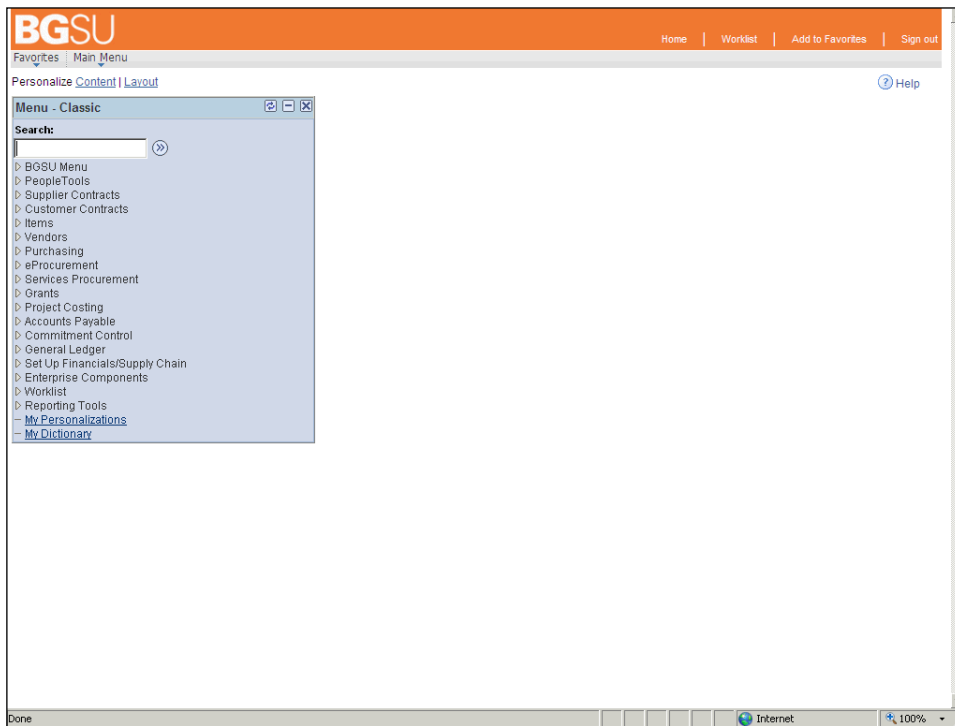 BGSU
Home | Worklist | Add to Favorites | Sign out
Favorites Main Menu
Personalize Content | Layout
Help
Menu - Classic
Search:
BGSU Menu
PeopleTools
Supplier Contracts
Customer Contracts
Items
Vendors
Purchasing
eProcurement
Services Procurement
Grants
Project Costing
Accounts Payable
Commitment Control
General Ledger
Set Up Financials/Supply Chain
Enterprise Components
Worklist
Reporting Tools
My Personalizations
My Dictionary
Done Internet 100%